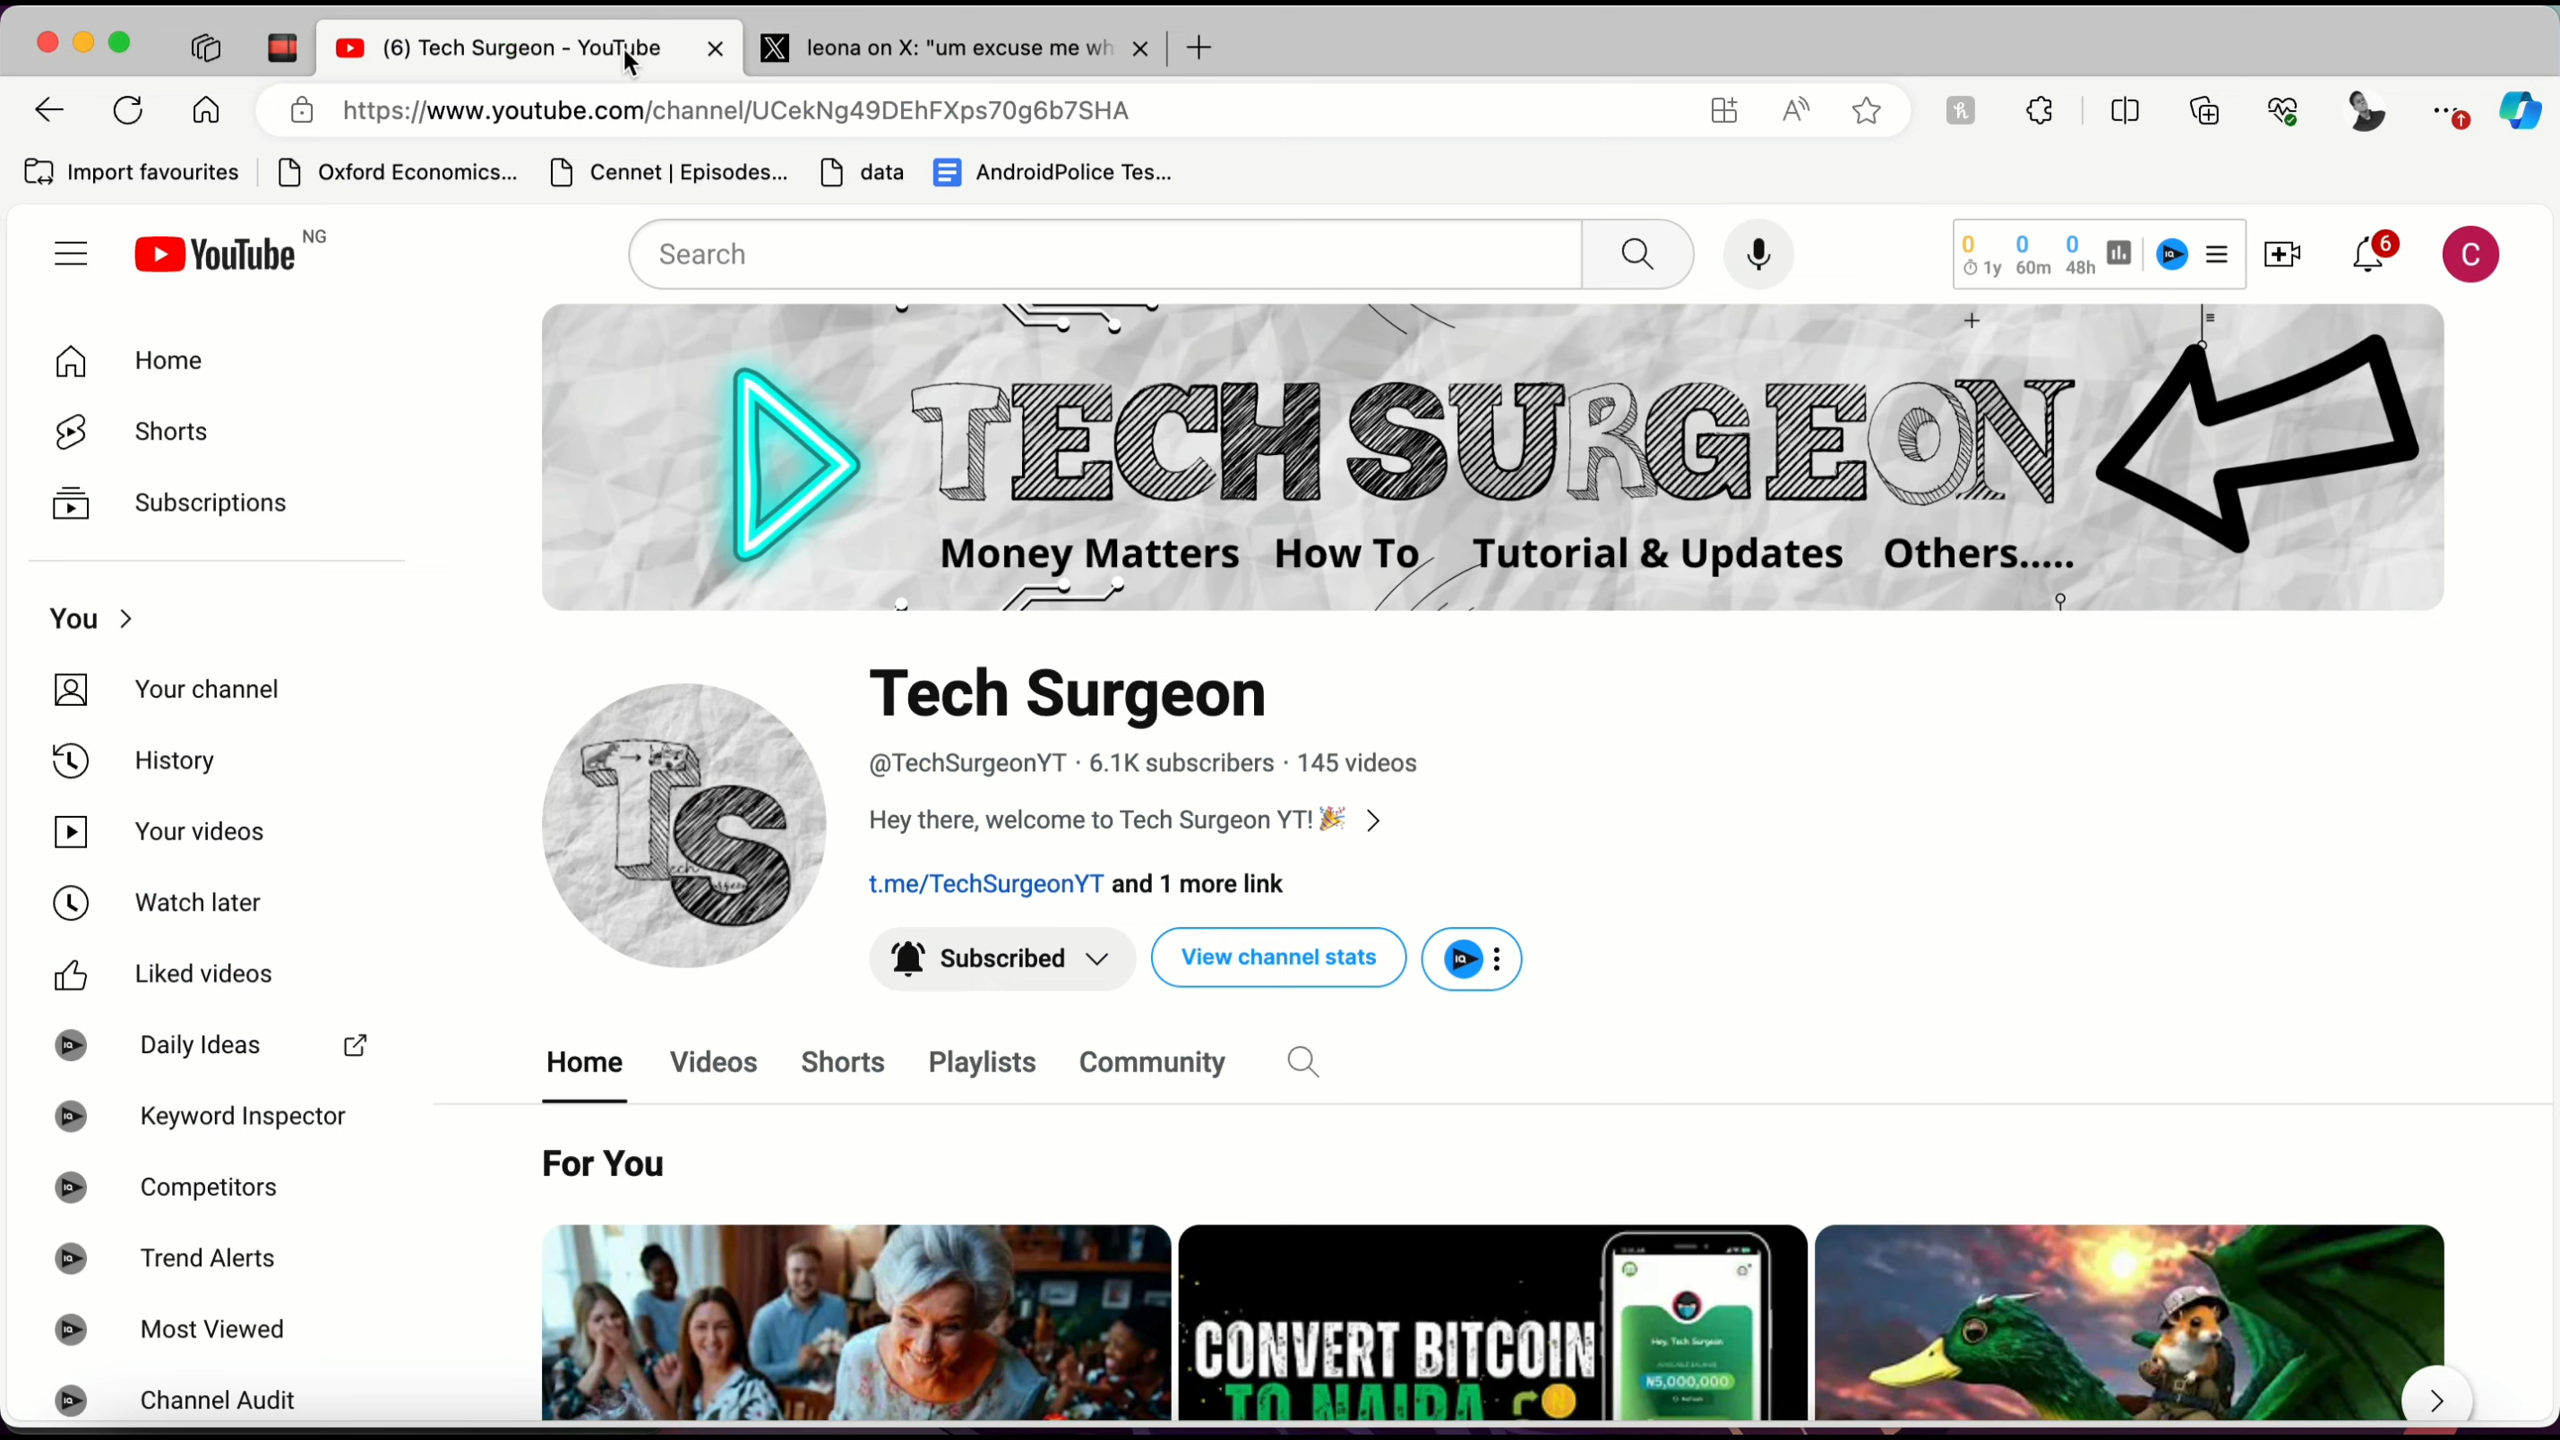 (6) Tech Surgeon - YouTube
leona on X: "um excuse me wh
https://www.youtube.com/channel/UCekNg49DEhFXps70g6b7SHA
Import favourites
Oxford Economics...
Cennet | Episodes...
data
AndroidPolice Tes...
YouTube NG
Search
0 0 0
1y 60m 48h
6
C
Home
Shorts
Subscriptions
You
Your channel
History
Your videos
Watch later
Liked videos
Daily Ideas
Keyword Inspector
Competitors
Trend Alerts
Most Viewed
Channel Audit
TECH SURGEON
Money Matters How To Tutorial & Updates Others.....
TS
Tech Surgeon
@TechSurgeonYT · 6.1K subscribers · 145 videos
Hey there, welcome to Tech Surgeon YT! 🎉
t.me/TechSurgeonYT and 1 more link
Subscribed
View channel stats
Home Videos Shorts Playlists Community
For You
CONVERT BITCOIN
TO NAIRA
Hey, Tech Surgeon
₦5,000,000